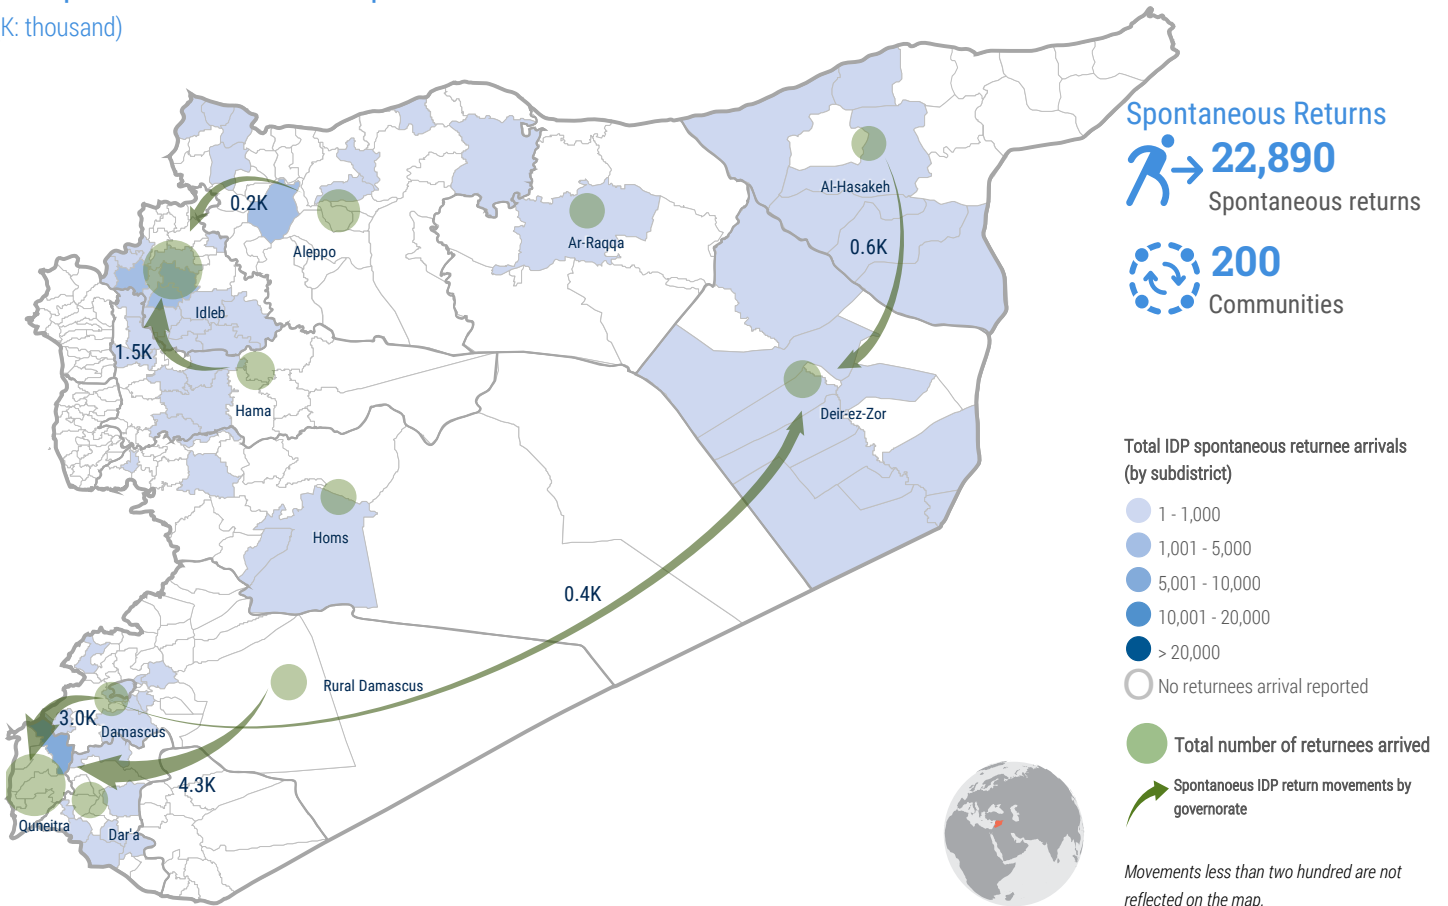 K: thousand)
Spontaneous Returns
22,890
Spontaneous returns
200
Communities
0.2K
Aleppo
Al-Hasakeh
Ar-Raqqa
0.6K
Idleb
1.5K
Hama
Deir-ez-Zor
Homs
0.4K
Rural Damascus
3.0K
Damascus
4.3K
Quneitra
Dar'a
Total IDP spontaneous returnee arrivals
(by subdistrict)
1 - 1,000
1,001 - 5,000
5,001 - 10,000
10,001 - 20,000
> 20,000
No returnees arrival reported
Total number of returnees arrived
Spontanoeus IDP return movements by
governorate
Movements less than two hundred are not
reflected on the map.